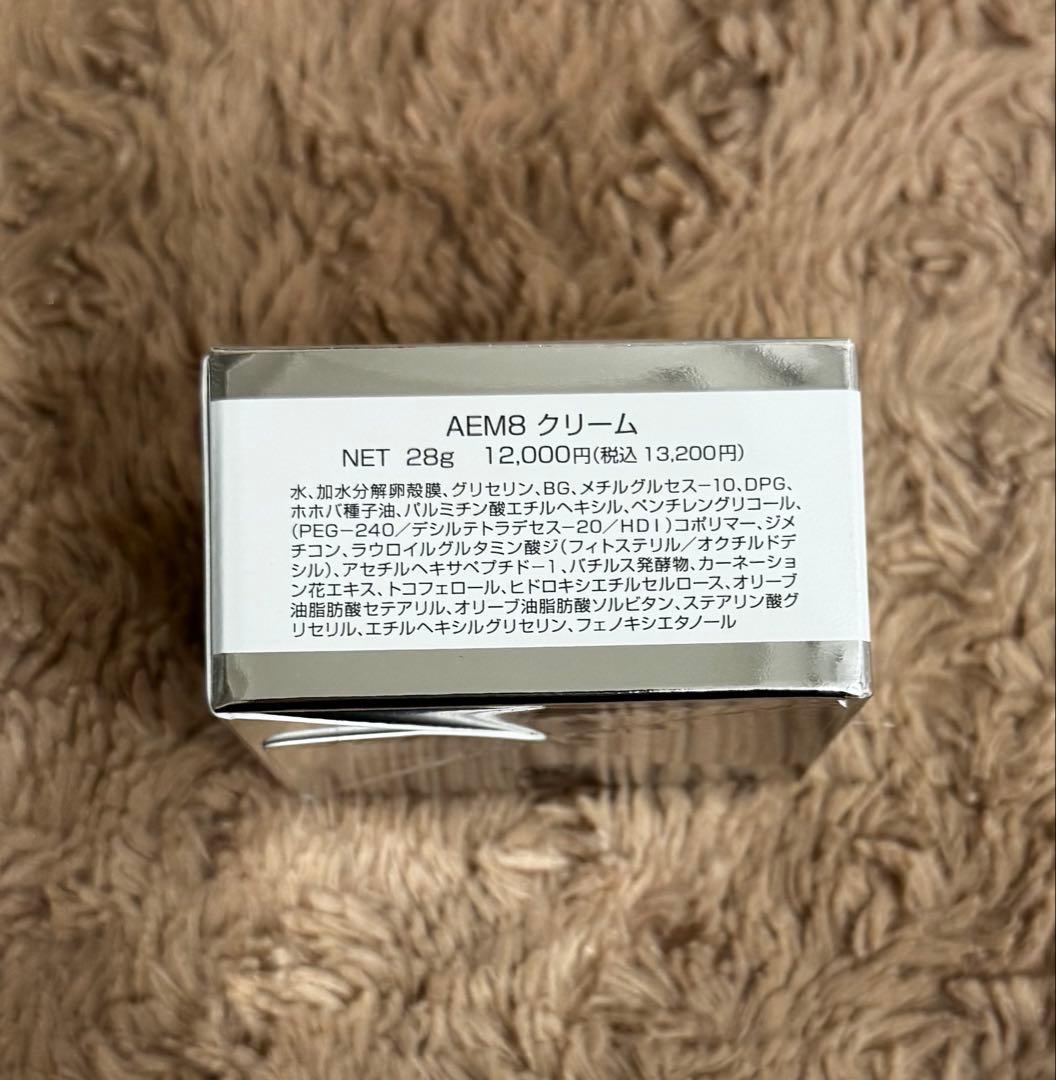 AEM8 クリーム
NET 28g 12,000円(税込 13,200円)
水、加水分解卵殻膜、グリセリン、BG、メチルグルセス-10、DPG、
ホホバ種子油、パルミチン酸エチルヘキシル、ペンチレングリコール、
(PEG-240/デシルテトラデセス-20/HDI)コポリマー、ジメ
チコン、ラウロイルグルタミン酸ジ(フィトステリル/オクチルドデ
シル)、アセチルヘキサペプチド-1、バチルス発酵物、カーネーショ
ン花エキス、トコフェロール、ヒドロキシエチルセルロース、オリーブ
油脂肪酸セテアリル、オリーブ油脂肪酸ソルビタン、ステアリン酸グ
リセリル、エチルヘキシルグリセリン、フェノキシエタノール